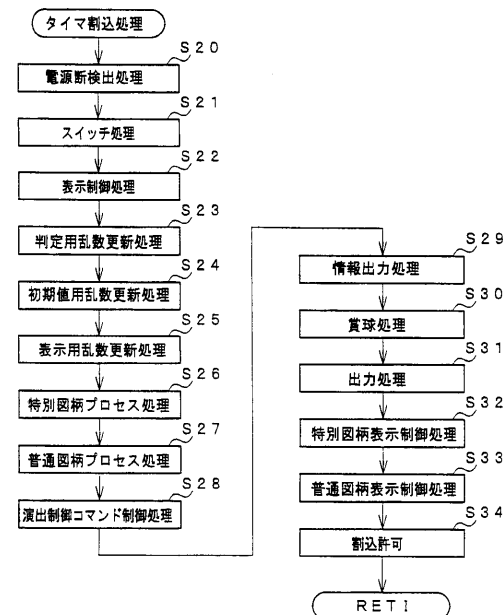 タイマ割込処理
S20
電源断検出処理
S21
スイッチ処理
S22
表示制御処理
S23
判定用乱数更新処理
S24
初期値用乱数更新処理
S25
表示用乱数更新処理
S26
特別図柄プロセス処理
S27
普通図柄プロセス処理
S28
演出制御コマンド制御処理
S29
情報出力処理
S30
賞球処理
S31
出力処理
S32
特別図柄表示制御処理
S33
普通図柄表示制御処理
S34
割込許可
RETI